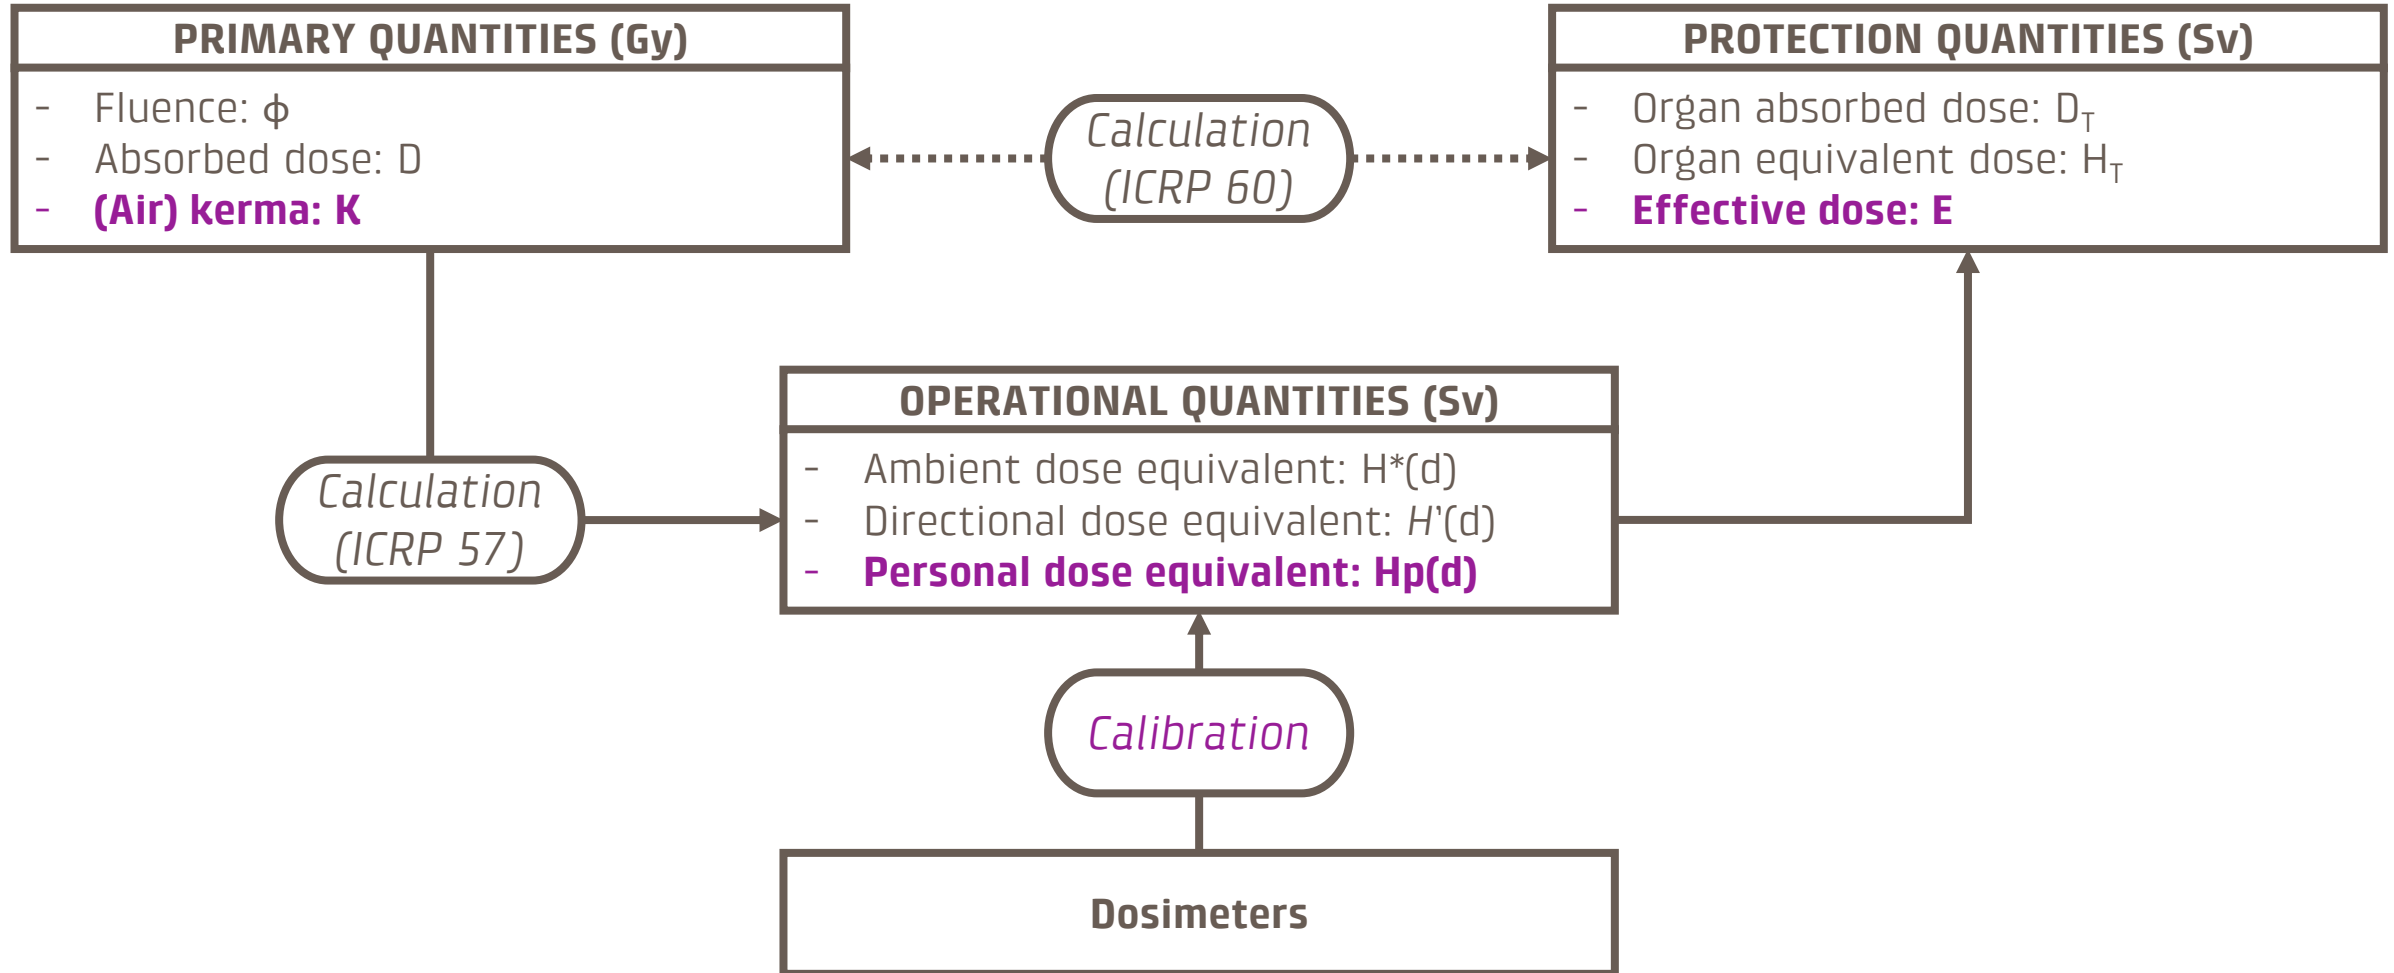 PRIMARY QUANTITIES (Gy)
- Fluence: ϕ
- Absorbed dose: D
- (Air) kerma: K
Calculation
(ICRP 60)
PROTECTION QUANTITIES (Sv)
- Organ absorbed dose: D_T
- Organ equivalent dose: H_T
- Effective dose: E
Calculation
(ICRP 57)
OPERATIONAL QUANTITIES (Sv)
- Ambient dose equivalent: H*(d)
- Directional dose equivalent: H'(d)
- Personal dose equivalent: Hp(d)
Calibration
Dosimeters